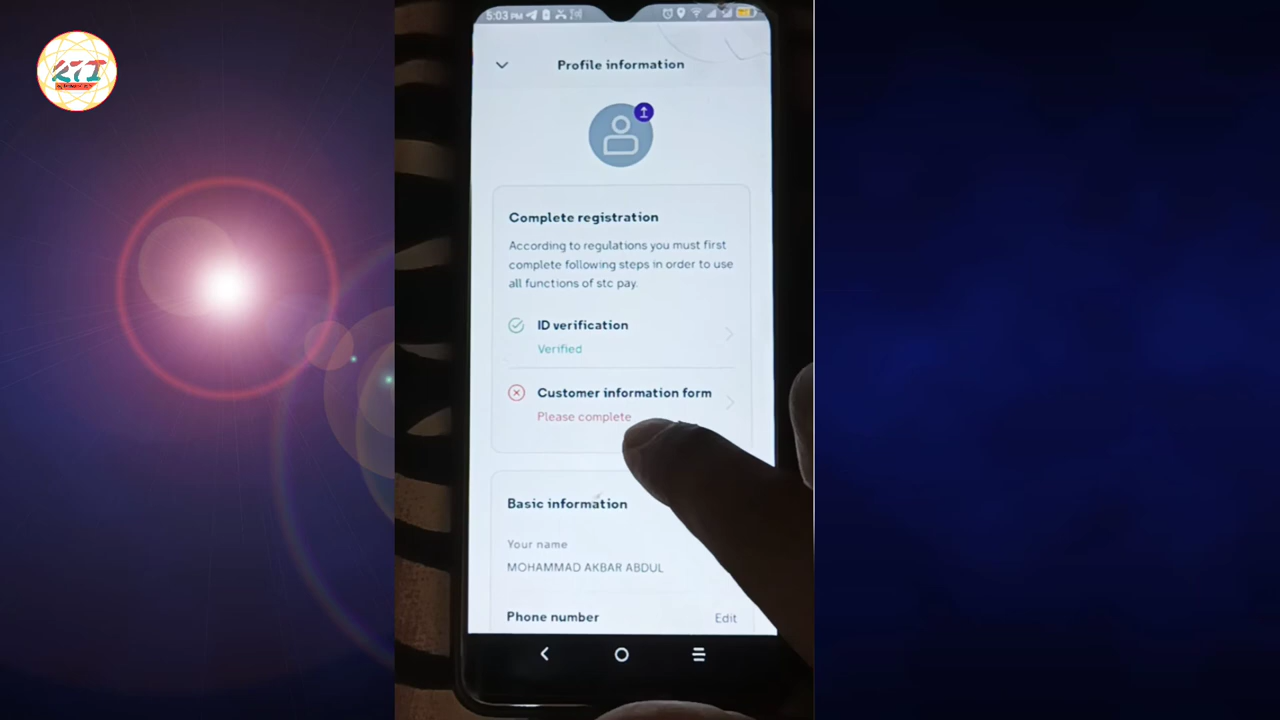 KTI
5:03 PM
Profile information
Complete registration
According to regulations you must first
complete following steps in order to use
all functions of stc pay.
ID verification
Verified
Customer information form
Please complete
Basic information
Your name
MOHAMMAD AKBAR ABDUL
Phone number
Edit